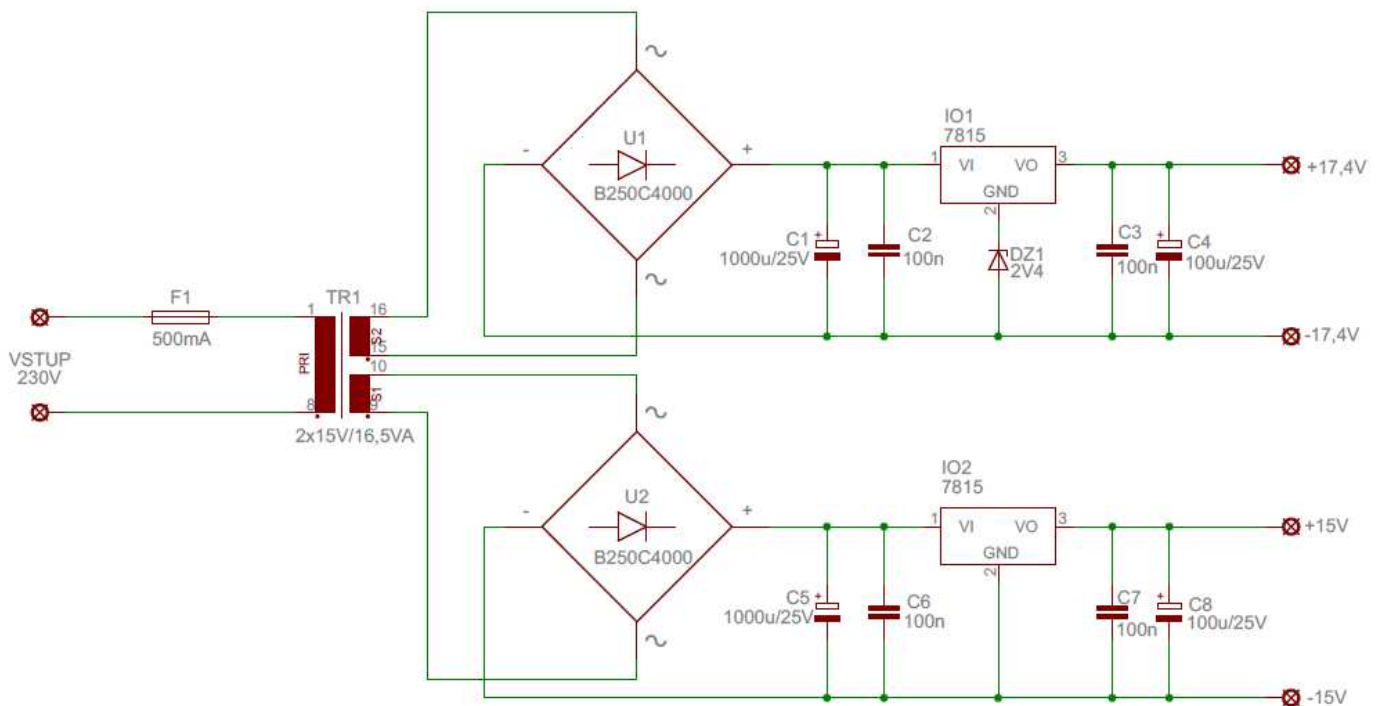 ~
U1
-
+
B250C4000
~
IO1
7815
1
VI
VO
3
GND
2
+17,4V
C1
+
1000u/25V
C2
100n
DZ1
2V4
C3
100n
+
C4
100u/25V
-17,4V
F1
500mA
VSTUP
230V
TR1
1
16
S2
15
PRI
10
S1
8
9
2x15V/16,5VA
~
U2
-
+
B250C4000
~
IO2
7815
1
VI
VO
3
GND
2
+15V
C5
+
1000u/25V
C6
100n
C7
100n
+
C8
100u/25V
-15V